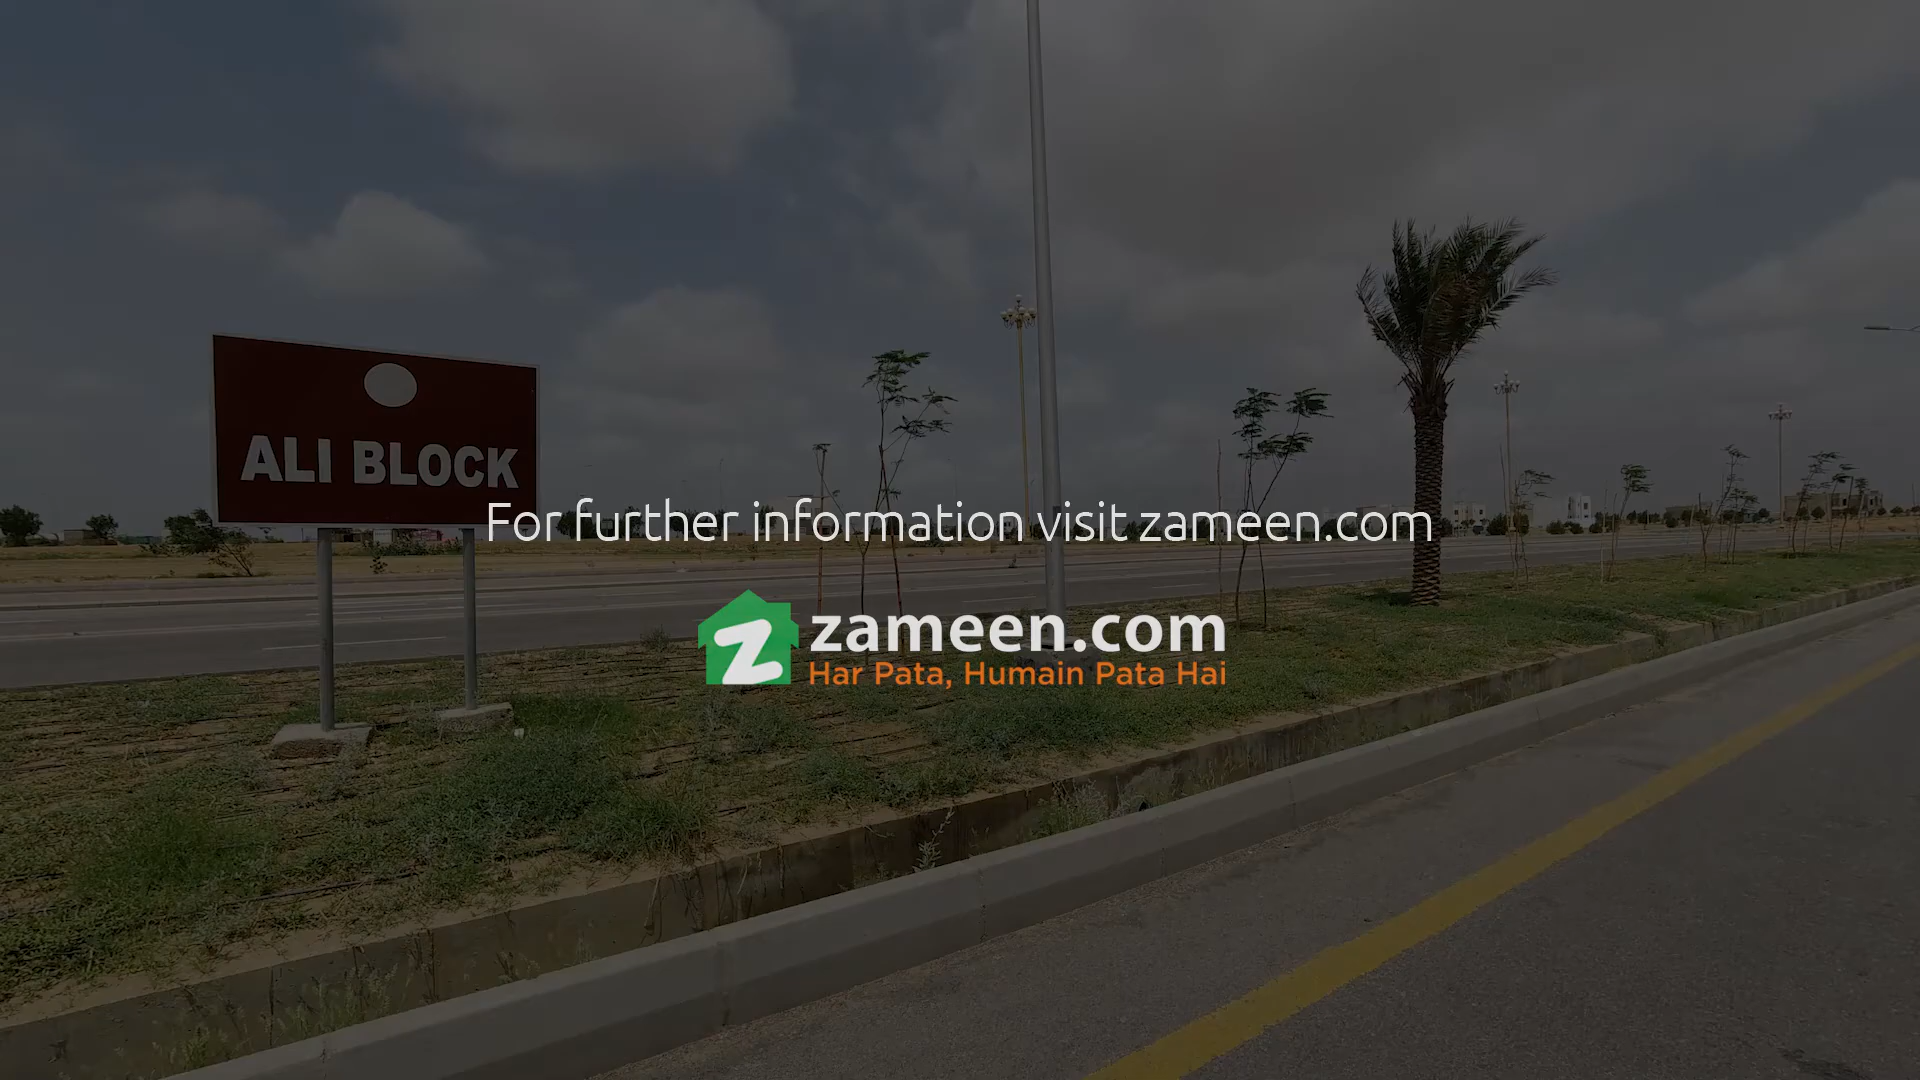 ALI BLOCK
For further information visit zameen.com
zameen.com
Har Pata, Humain Pata Hai